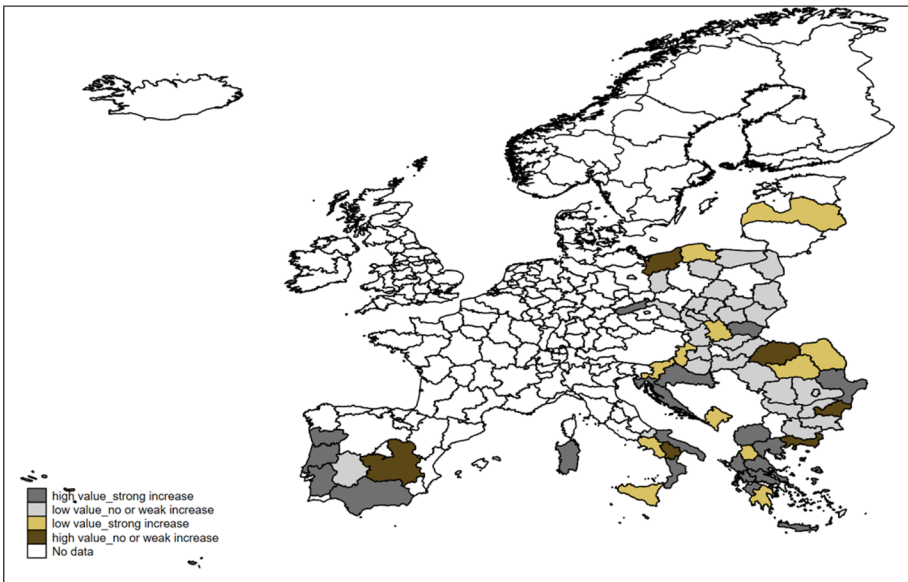 high value_strong increase
low value_no or weak increase
low value_strong increase
high value_no or weak increase
No data